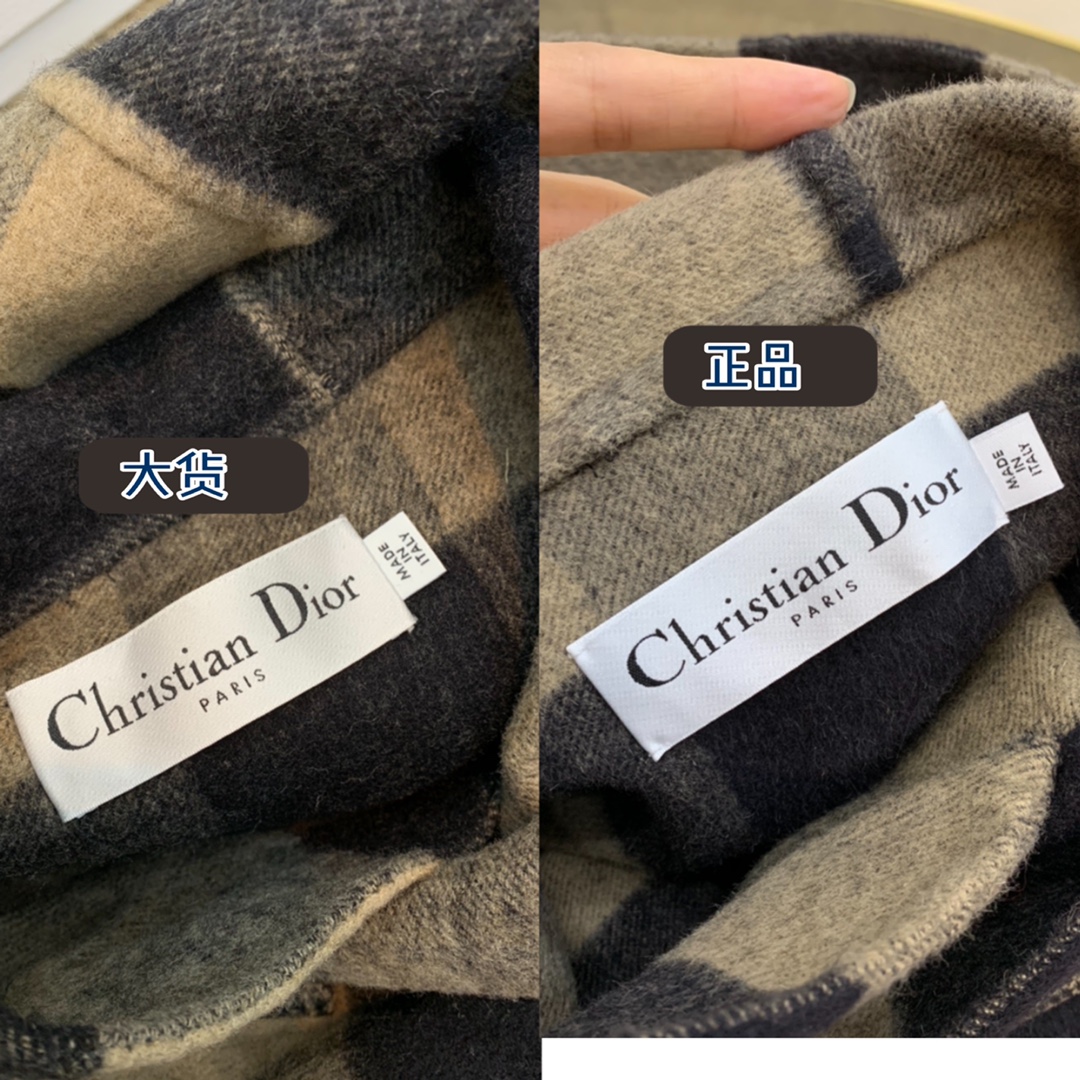 大货
Christian Dior
PARIS
MADE
IN
ITALY
正品
Christian Dior
PARIS
MADE
IN
ITALY